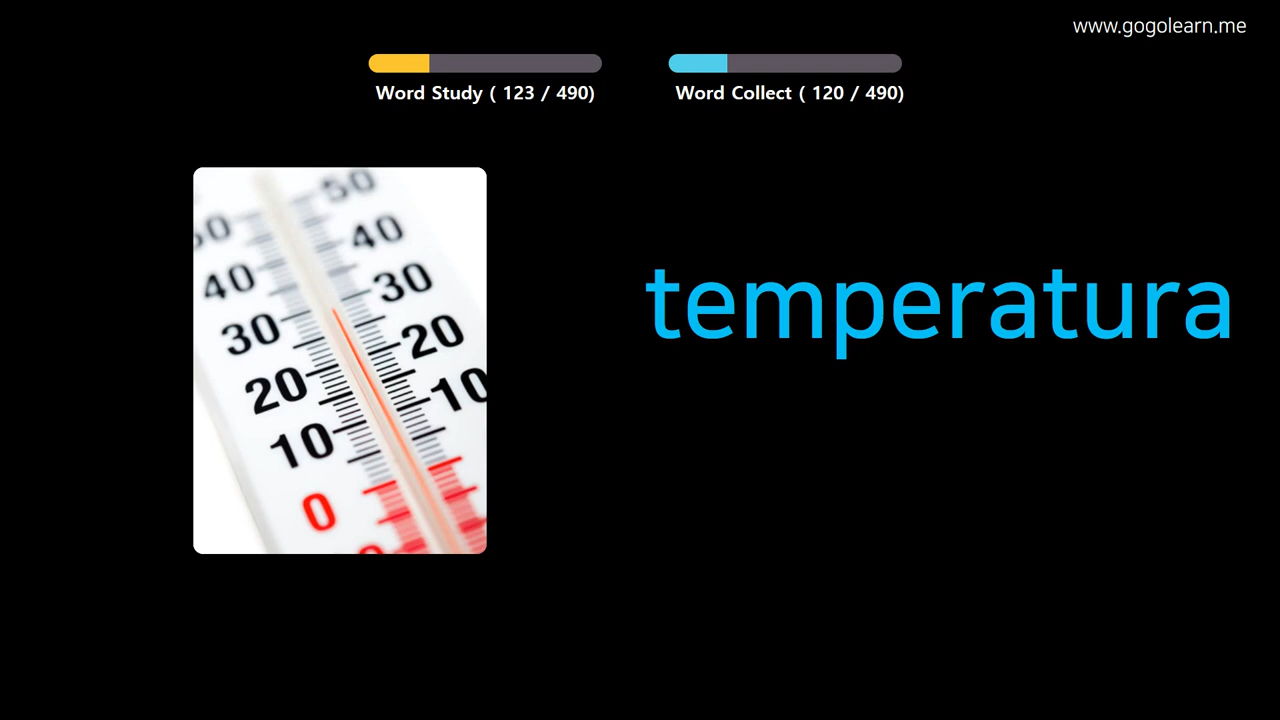 www.gogolearn.me
Word Study ( 123 / 490)
Word Collect ( 120 / 490)
50
50 40
40 30
30 20
20 10
10
0
temperatura